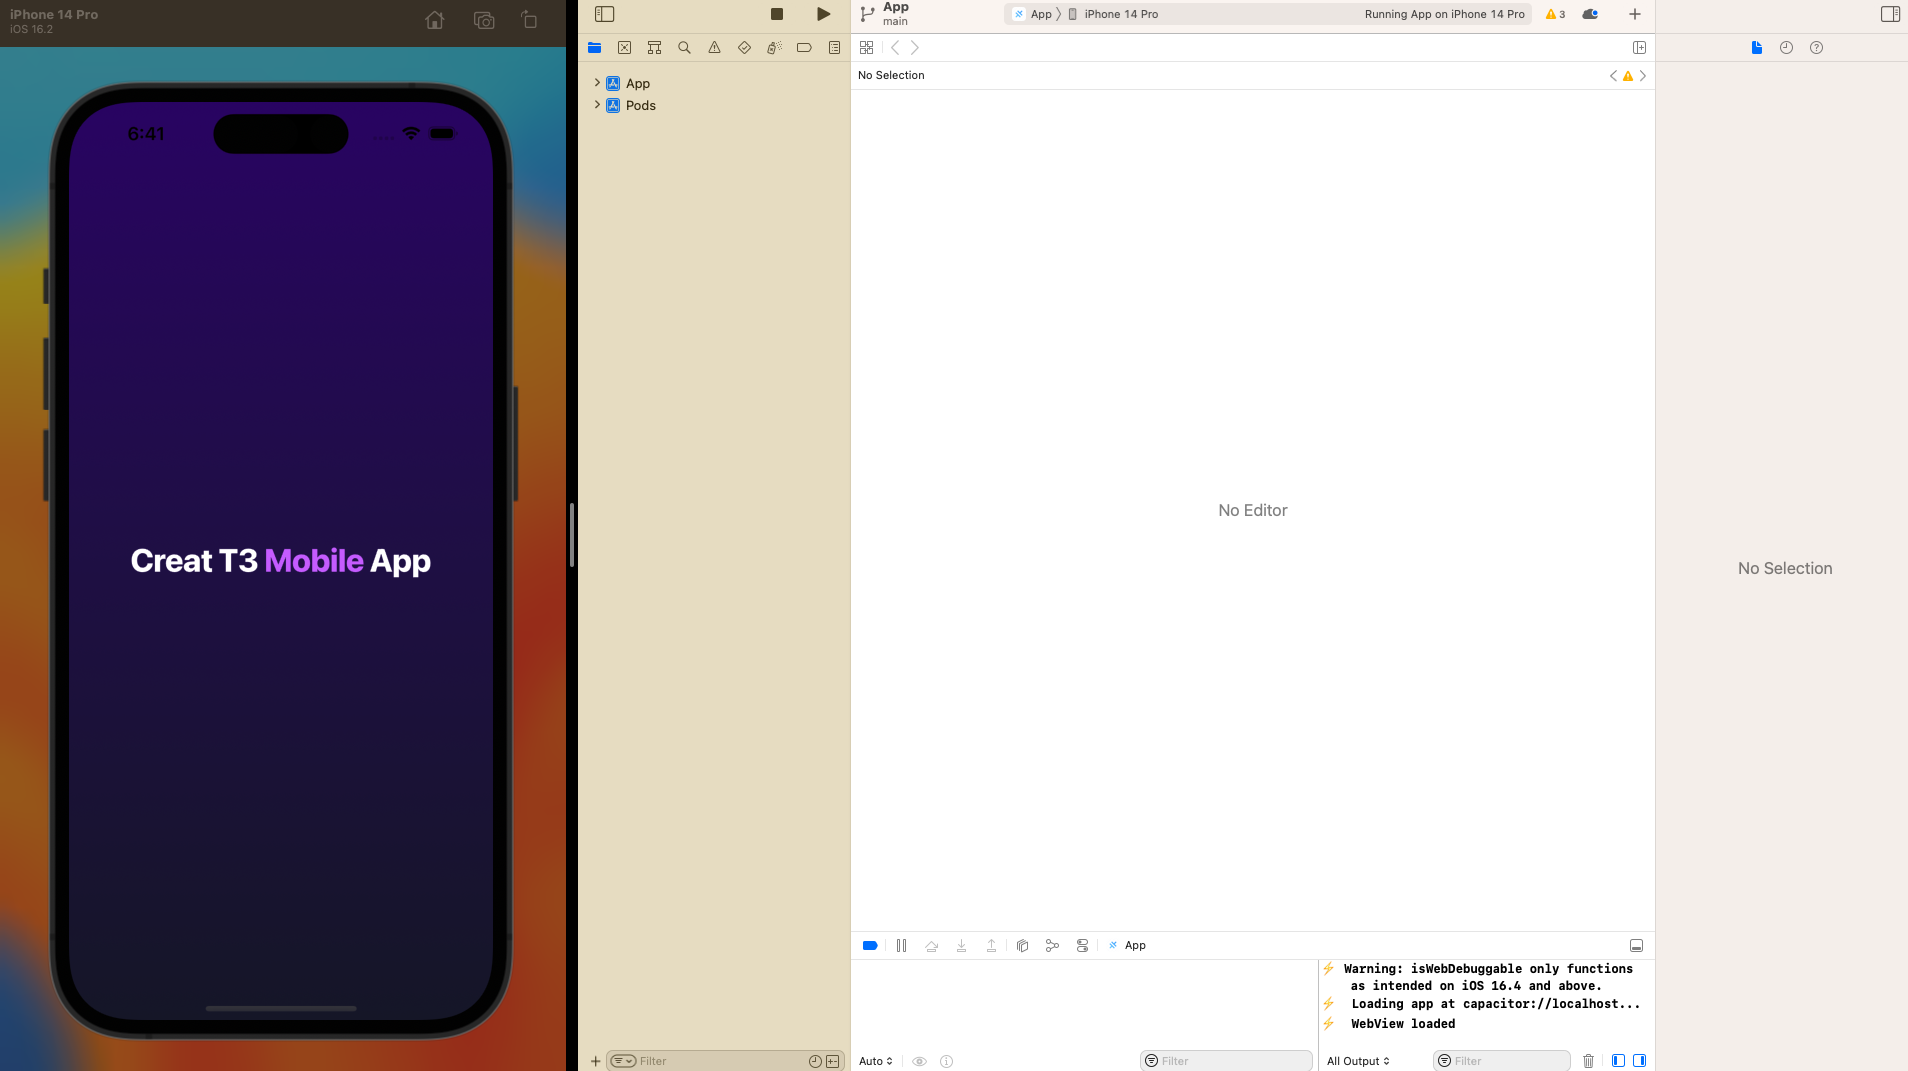 iPhone 14 Pro
iOS 16.2
6:41
Creat T3 Mobile App
App
Pods
Filter
App
main
App
iPhone 14 Pro
Running App on iPhone 14 Pro
3
No Selection
No Editor
No Selection
App
Warning: isWebDebuggable only functions
as intended on iOS 16.4 and above.
Loading app at capacitor://localhost...
WebView loaded
Auto
Filter
All Output
Filter